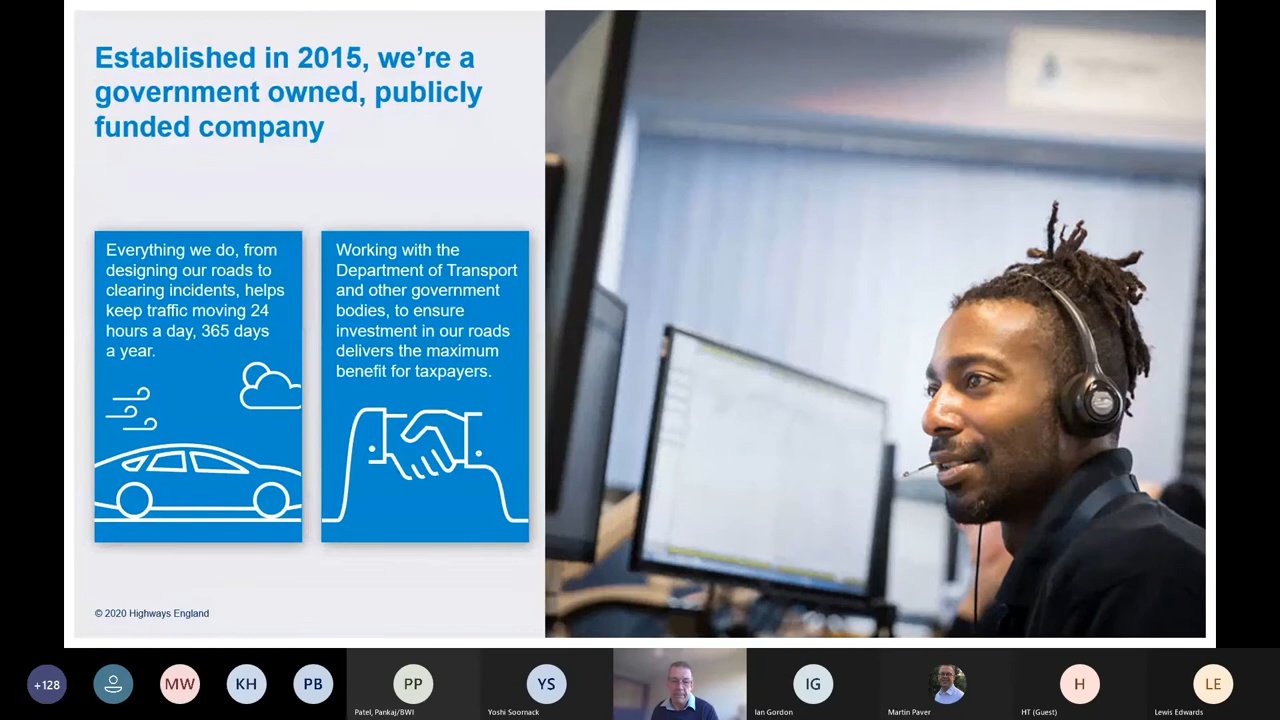 Established in 2015, we’re a
government owned, publicly
funded company
Everything we do, from
designing our roads to
clearing incidents, helps
keep traffic moving 24
hours a day, 365 days
a year.
Working with the
Department of Transport
and other government
bodies, to ensure
investment in our roads
delivers the maximum
benefit for taxpayers.
© 2020 Highways England
+128
MW
KH
PB
PP
Patel, Pankaj/BWI
YS
Yoshi Soornack
IG
Ian Gordon
Martin Paver
H
HT (Guest)
LE
Lewis Edwards